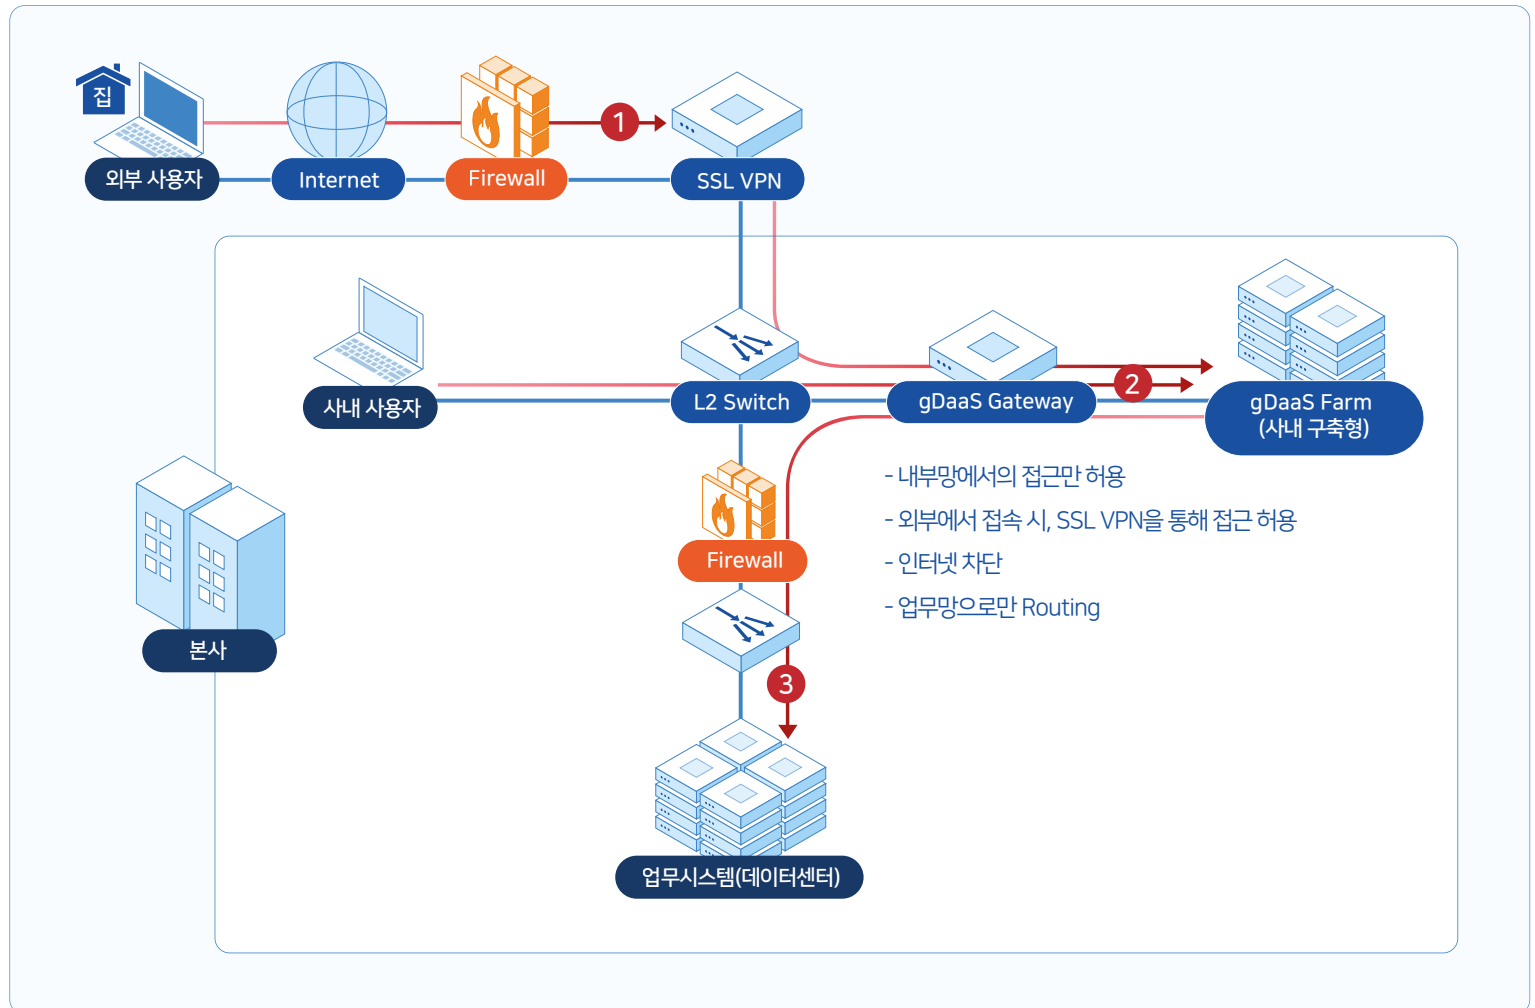 집
외부 사용자
Internet
Firewall
1
SSL VPN
사내 사용자
L2 Switch
gDaaS Gateway
2
gDaaS Farm
(사내 구축형)
- 내부망에서의 접근만 허용
- 외부에서 접속 시, SSL VPN을 통해 접근 허용
- 인터넷 차단
- 업무망으로만 Routing
Firewall
본사
3
업무시스템(데이터센터)